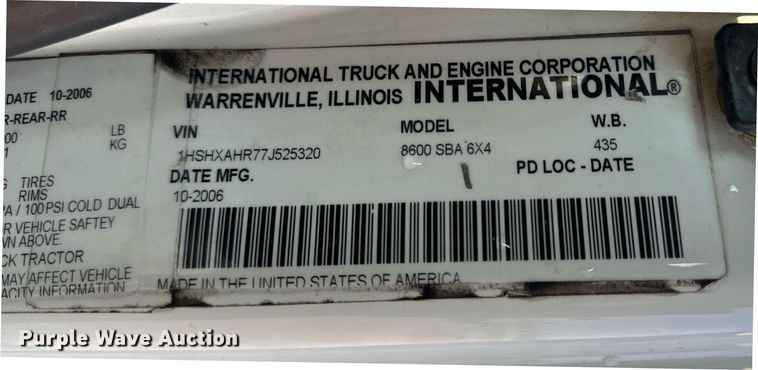 DATE 10-2006
R-REAR-RR
00 LB
1 KG
G TIRES
RIMS
PA / 100 PSI COLD DUAL
R VEHICLE SAFTEY
WN ABOVE.
CK TRACTOR
MAY AFFECT VEHICLE
ACITY INFORMATION
INTERNATIONAL TRUCK AND ENGINE CORPORATION
WARRENVILLE, ILLINOIS INTERNATIONAL®
VIN MODEL W.B.
1HSHXAHR77J525320 8600 SBA 6X4 435
DATE MFG. PD LOC - DATE
10-2006
MADE IN THE UNITED STATES OF AMERICA
Purple Wave Auction